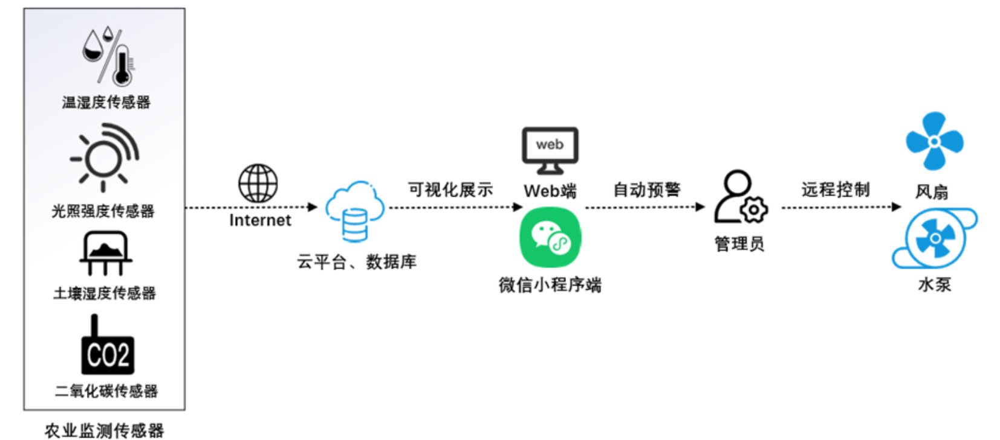 温湿度传感器
光照强度传感器
土壤湿度传感器
CO2
二氧化碳传感器
农业监测传感器
Internet
云平台、数据库
可视化展示
web
Web端
微信小程序端
自动预警
管理员
远程控制
风扇
水泵